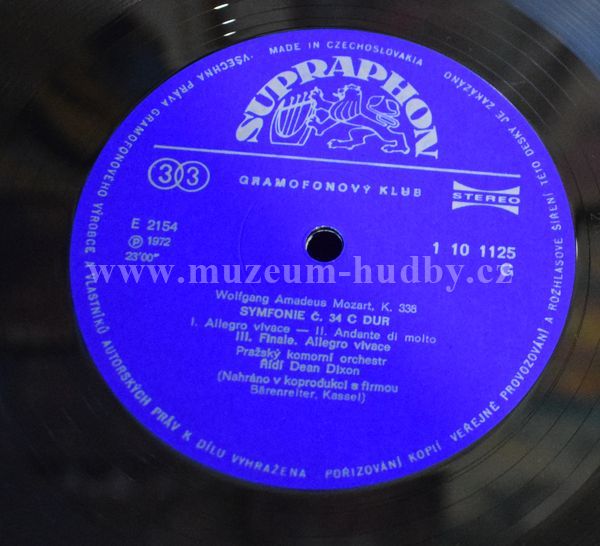 MADE IN CZECHOSLOVAKIA
VŠECHNA PRÁVA GRAMOFONOVÉHO VÝROBCE A VLASTNÍKŮ AUTORSKÝCH PRÁV K DÍLU VYHRAŽENA. POŘIZOVÁNÍ KOPIÍ, VEŘEJNÉ PROVOZOVÁNÍ A ROZHLASOVÉ ŠÍŘENÍ TÉTO DESKY JE ZAKÁZÁNO
SUPRAPHON
33
GRAMOFONOVÝ KLUB
STEREO
E 2154
Ⓟ 1972
23'00"
1 10 1125
G
www.muzeum-hudby.cz
Wolfgang Amadeus Mozart, K. 338
SYMFONIE Č. 34 C DUR
I. Allegro vivace — II. Andante di molto
III. Finale. Allegro vivace
Pražský komorní orchestr
Řídí Dean Dixon
(Nahráno v koprodukci s firmou
Bärenreiter, Kassel)